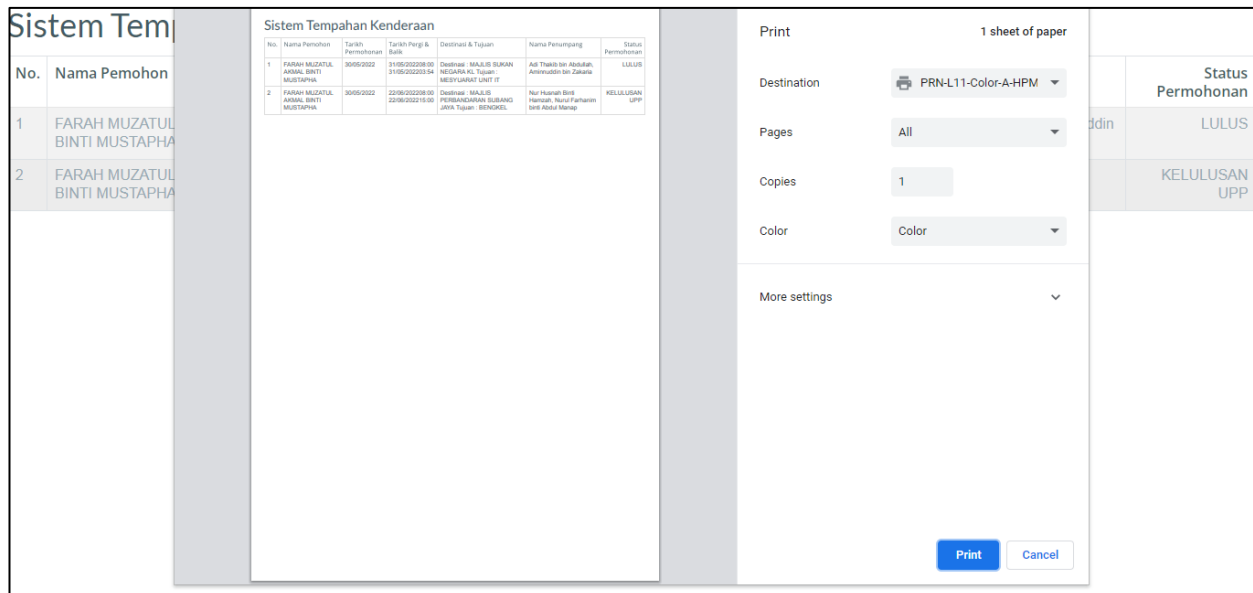 Sistem Tem
No. Nama Pemohon
1 FARAH MUZATUL
BINTI MUSTAPHA
2 FARAH MUZATUL
BINTI MUSTAPHA
Sistem Tempahan Kenderaan
No. Nama Pemohon Tarikh Tarikh Pergi & Destinasi & Tujuan Nama Penumpang Status
Permohonan Balik Permohonan
1 FARAH MUZATUL 30/05/2022 31/05/202208:00 Destinasi : MAJLIS SUKAN Adi Thakib bin Abdullah, LULUS
AKMAL BINTI 31/05/202203:54 NEGARA KL Tujuan : Amirruddin bin Zakaria
MUSTAPHA MESYUARAT UNIT IT
2 FARAH MUZATUL 30/05/2022 22/06/202208:00 Destinasi : MAJLIS Nur Husnah Binti KELULUSAN
AKMAL BINTI 22/06/202215:00 PERBANDARAN SUBANG Hamzah, Nurul Farhanim UPP
MUSTAPHA JAYA Tujuan : BENGKEL binti Abdul Manap
Print 1 sheet of paper
Destination PRN-L11-Color-A-HPM
Pages All
Copies 1
Color Color
More settings
Print Cancel
Status
Permohonan
ddin LULUS
KELULUSAN
UPP